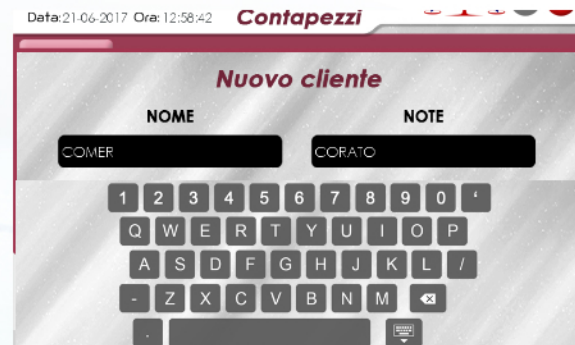 Data:21-06-2017 Ora:12:58:42 Contapezzi
Nuovo cliente
NOME NOTE
COMER CORATO
1 2 3 4 5 6 7 8 9 0 ‘
Q W E R T Y U I O P
A S D F G H J K L /
- Z X C V B N M
.